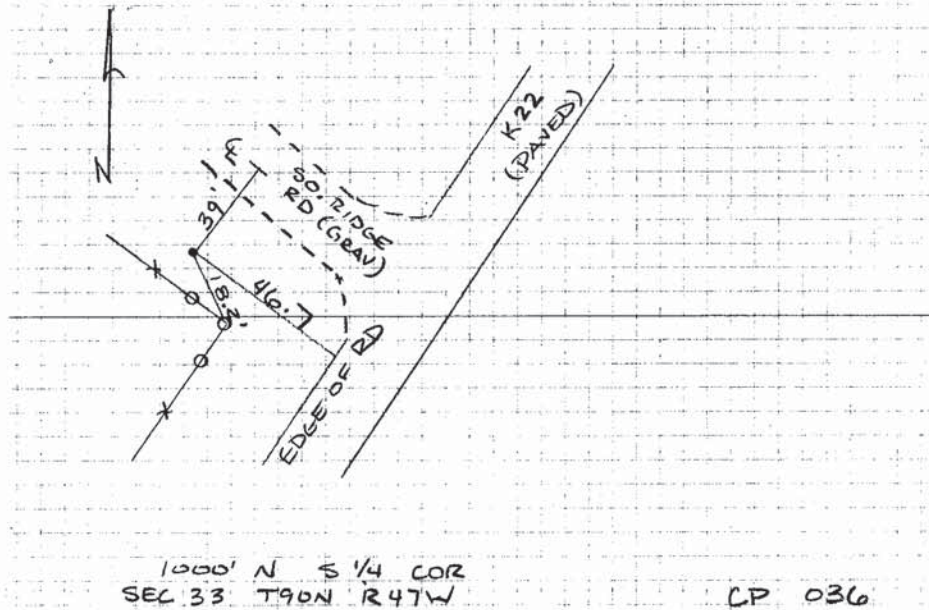 K22
(PAVED)
℄
SO. RIDGE
RD (GRAV)
39'
18.2'
46.'
EDGE OF RD
1000' N S 1/4 COR
SEC 33 T90N R47W
CP 036